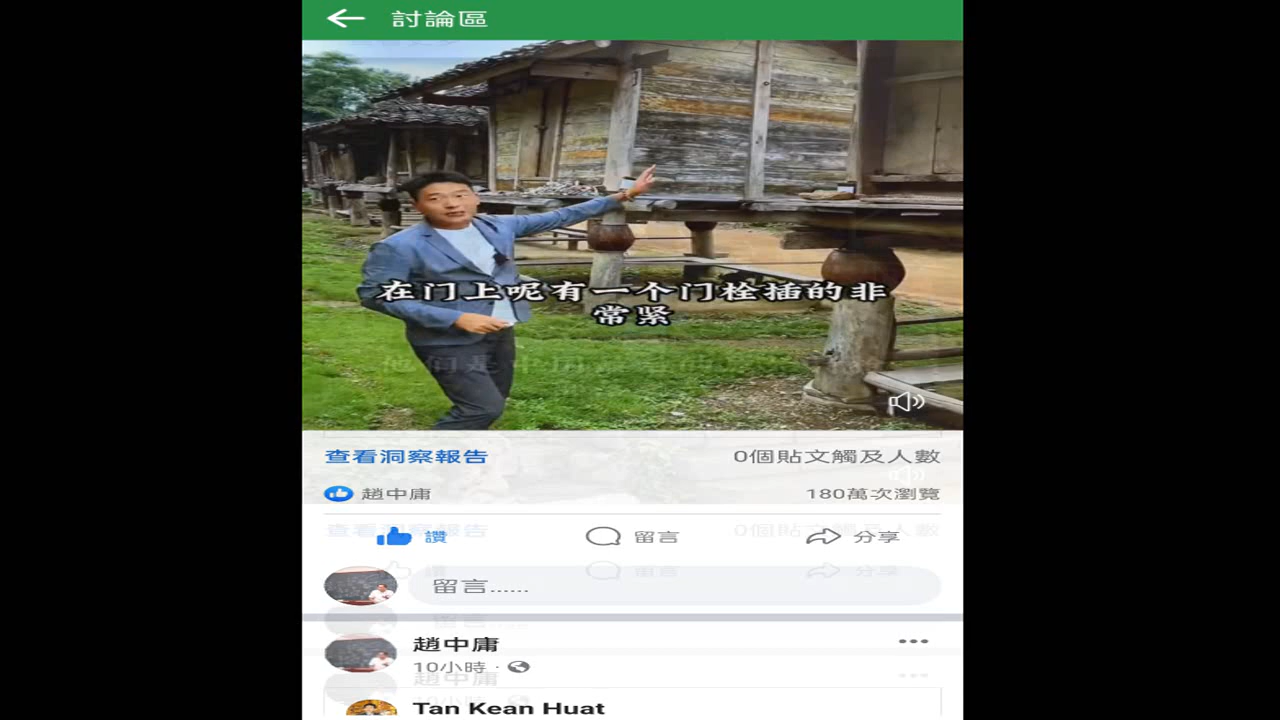 討論區
在门上呢有一个门栓插的非
常紧
查看洞察報告
0個貼文觸及人數
趙中庸
180萬次瀏覽
讚
留言
分享
留言......
趙中庸
10小時 ·
Tan Kean Huat